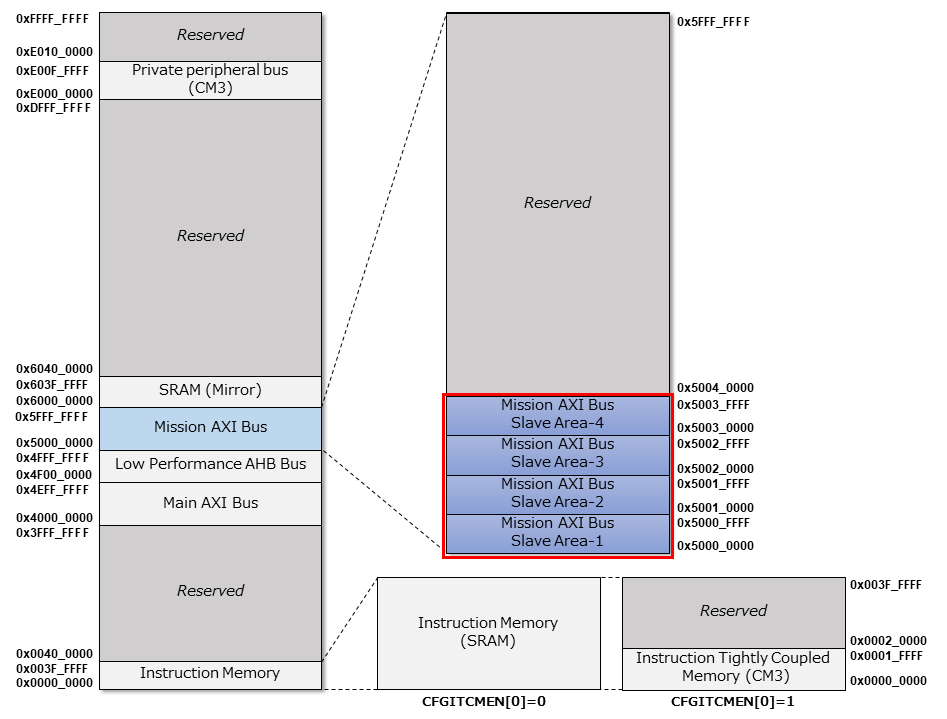 0xFFFF_FFFF
Reserved
0xE010_0000
0xE00F_FFFF
Private peripheral bus
(CM3)
0xE000_0000
0xDFFF_FFFF
Reserved
0x6040_0000
0x603F_FFFF
SRAM (Mirror)
0x6000_0000
0x5FFF_FFFF
Mission AXI Bus
0x5000_0000
0x4FFF_FFFF
Low Performance AHB Bus
0x4F00_0000
0x4EFF_FFFF
Main AXI Bus
0x4000_0000
0x3FFF_FFFF
Reserved
0x0040_0000
0x003F_FFFF
Instruction Memory
0x0000_0000
0x5FFF_FFFF
Reserved
0x5004_0000
Mission AXI Bus
Slave Area-4
0x5003_FFFF
0x5003_0000
Mission AXI Bus
Slave Area-3
0x5002_FFFF
0x5002_0000
Mission AXI Bus
Slave Area-2
0x5001_FFFF
0x5001_0000
Mission AXI Bus
Slave Area-1
0x5000_FFFF
0x5000_0000
Instruction Memory
(SRAM)
CFGITCMEN[0]=0
0x003F_FFFF
Reserved
0x0002_0000
0x0001_FFFF
Instruction Tightly Coupled
Memory (CM3)
0x0000_0000
CFGITCMEN[0]=1